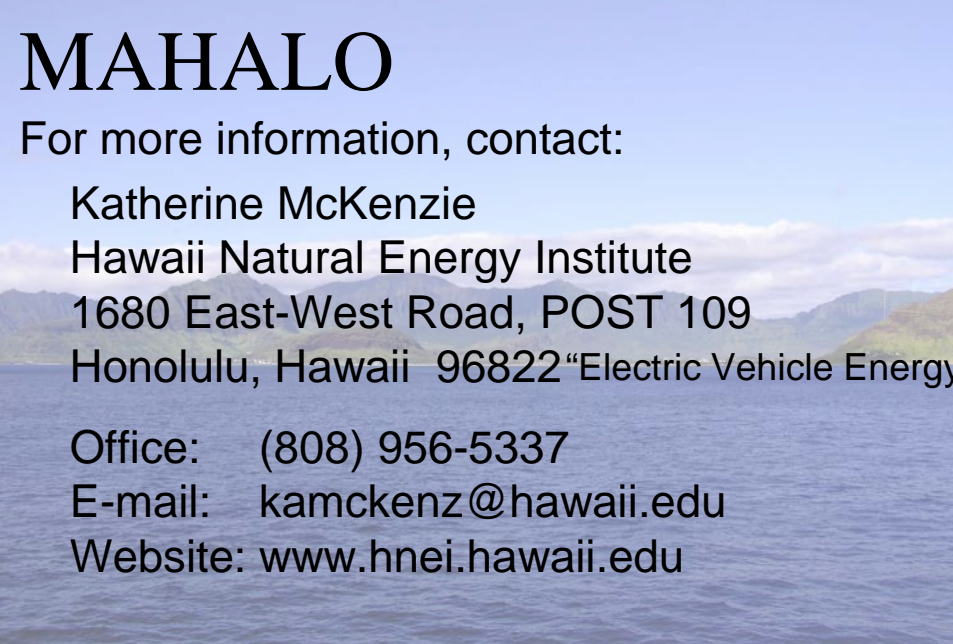 MAHALO
For more information, contact:
Katherine McKenzie
Hawaii Natural Energy Institute
1680 East-West Road, POST 109
Honolulu, Hawaii  96822 “Electric Vehicle Energy
Office: (808) 956-5337
E-mail: kamckenz@hawaii.edu
Website: www.hnei.hawaii.edu